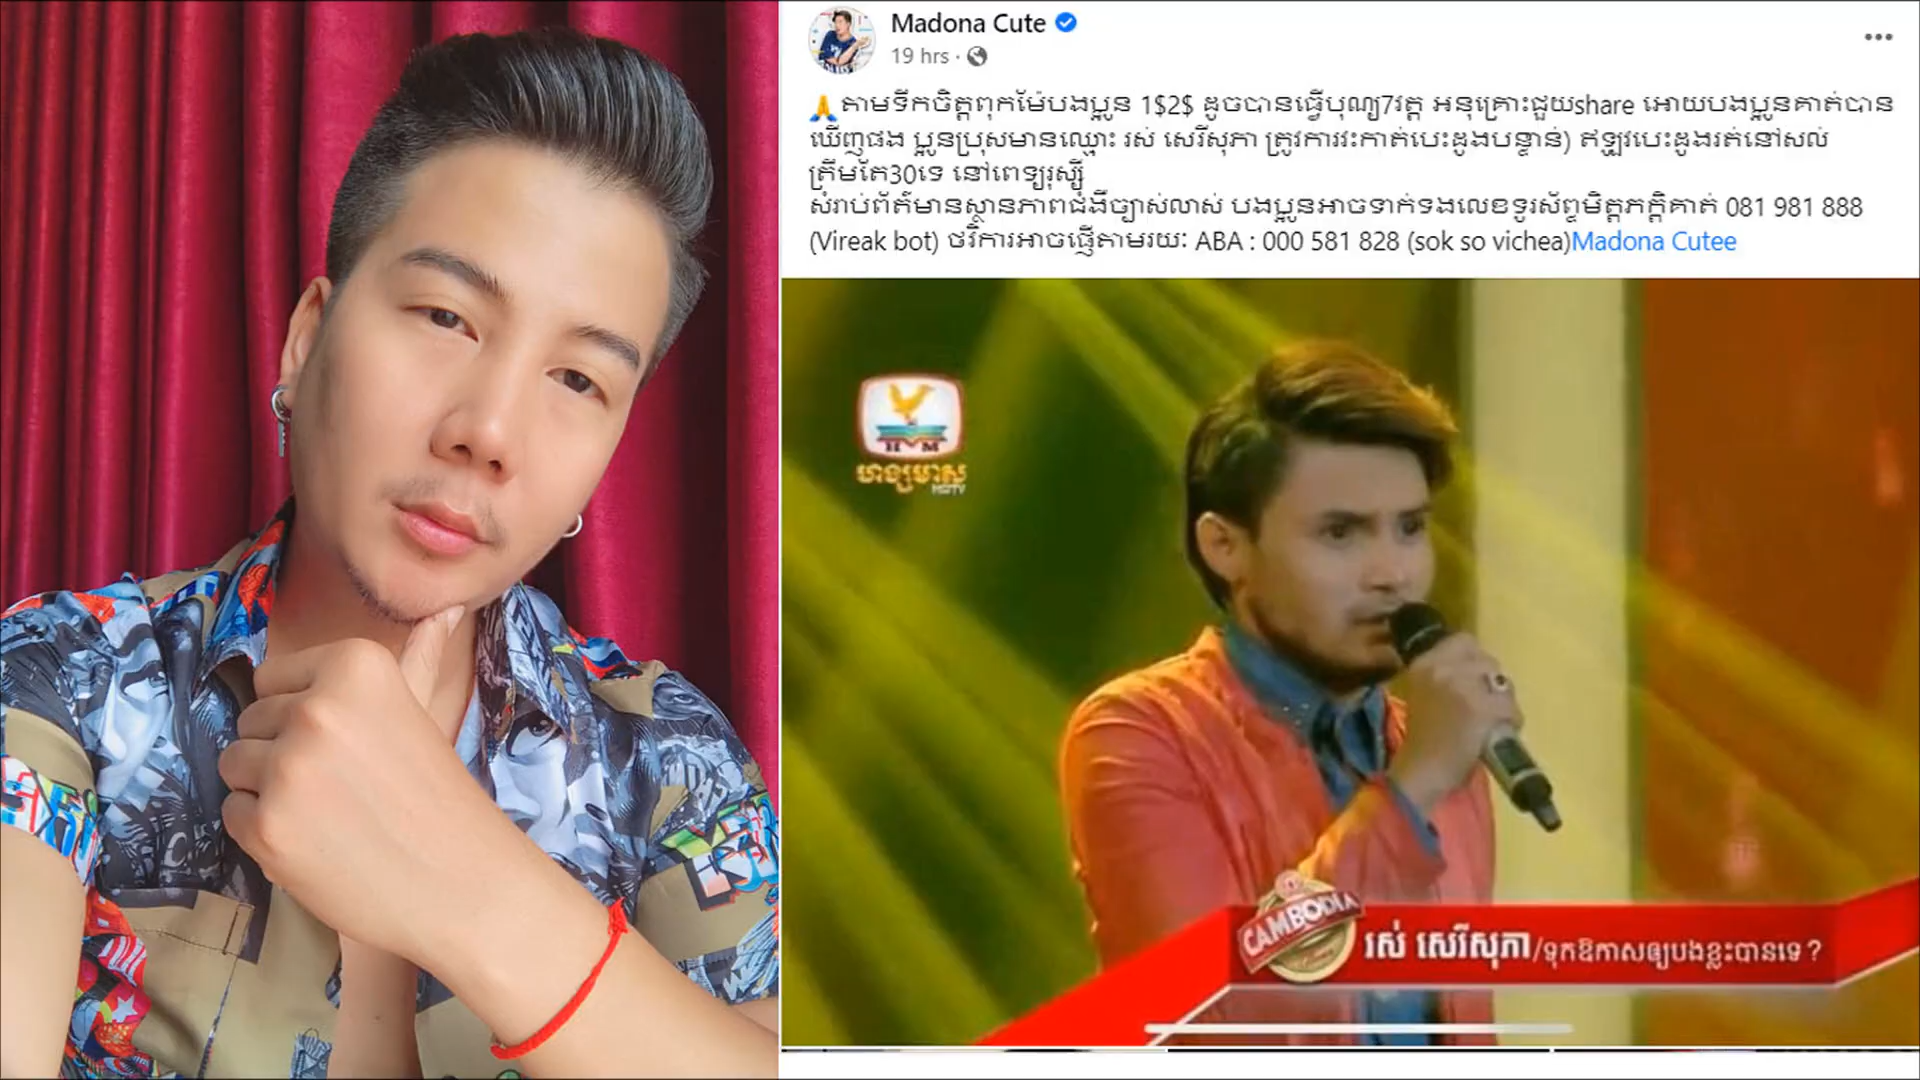 Madona Cute
19 hrs ·
🙏តាមទឹកចិត្តពុកម៉ែបងប្អូន 1$2$ ដូចបានធ្វើបុណ្យ7វត្ត អនុគ្រោះជួយshare អោយបងប្អូនគាត់បាន
ឃើញផង ប្អូនប្រុសមានឈ្មោះ រស់ សេរីសុភា ត្រូវការវះកាត់បេះដូងបន្ទាន់) ឥឡូវបេះដូងរត់នៅសល់
ត្រឹមតែ30ទេ នៅពេទ្យរុស្ស៊ី
សំរាប់ព័ត៌មានស្ថានភាពជំងឺច្បាស់លាស់ បងប្អូនអាចទាក់ទងលេខទូរស័ព្ទមិត្តភក្តិគាត់ 081 981 888
(Vireak bot) ថវិការអាចផ្ញើតាមរយៈ ABA : 000 581 828 (sok so vichea)Madona Cutee
HM
ហង្សមាស
HDTV
CAMBODIA
រស់ សេរីសុភា/ទុកឱកាសឲ្យបងខ្លះបានទេ?